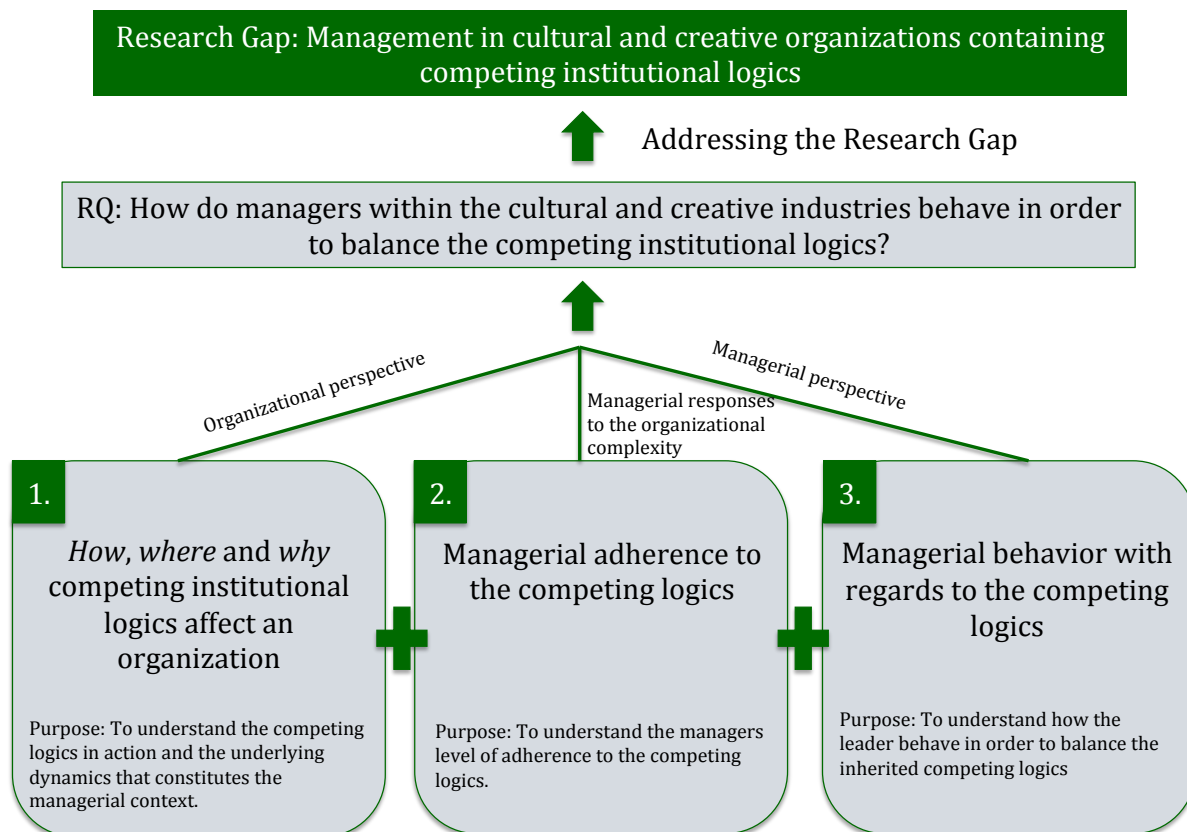 Research Gap: Management in cultural and creative organizations containing
competing institutional logics
Addressing the Research Gap
RQ: How do managers within the cultural and creative industries behave in order
to balance the competing institutional logics?
Organizational perspective
Managerial responses
to the organizational
complexity
Managerial perspective
1.
How, where and why
competing institutional
logics affect an
organization
Purpose: To understand the competing
logics in action and the underlying
dynamics that constitutes the
managerial context.
2.
Managerial adherence to
the competing logics
Purpose: To understand the managers
level of adherence to the competing
logics.
3.
Managerial behavior with
regards to the competing
logics
Purpose: To understand how the
leader behave in order to balance the
inherited competing logics